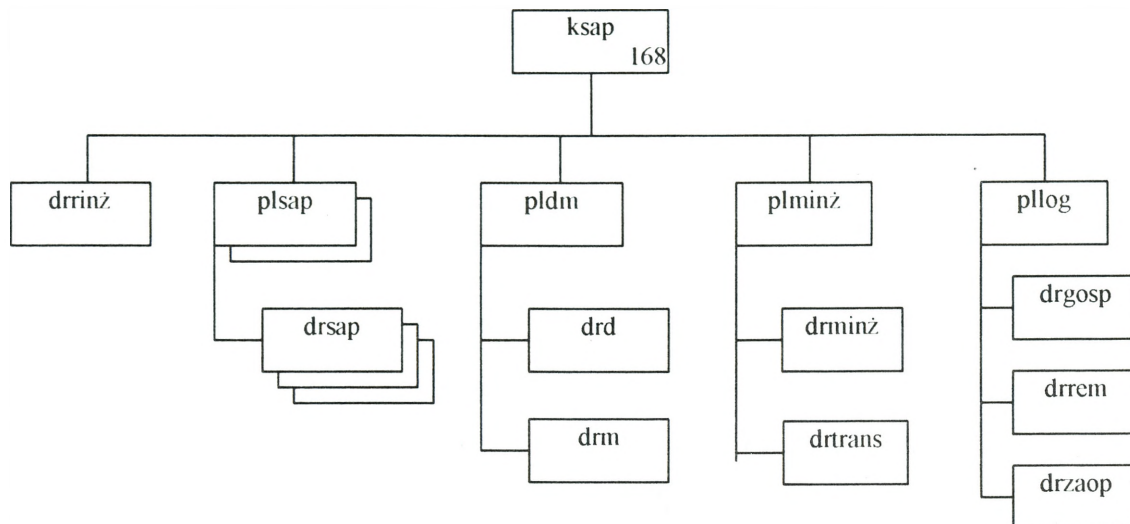 ksap
168
drrinż
plsap
pldm
plminż
pllog
drsap
drd
drminż
drgosp
drm
drtrans
drrem
drzaop